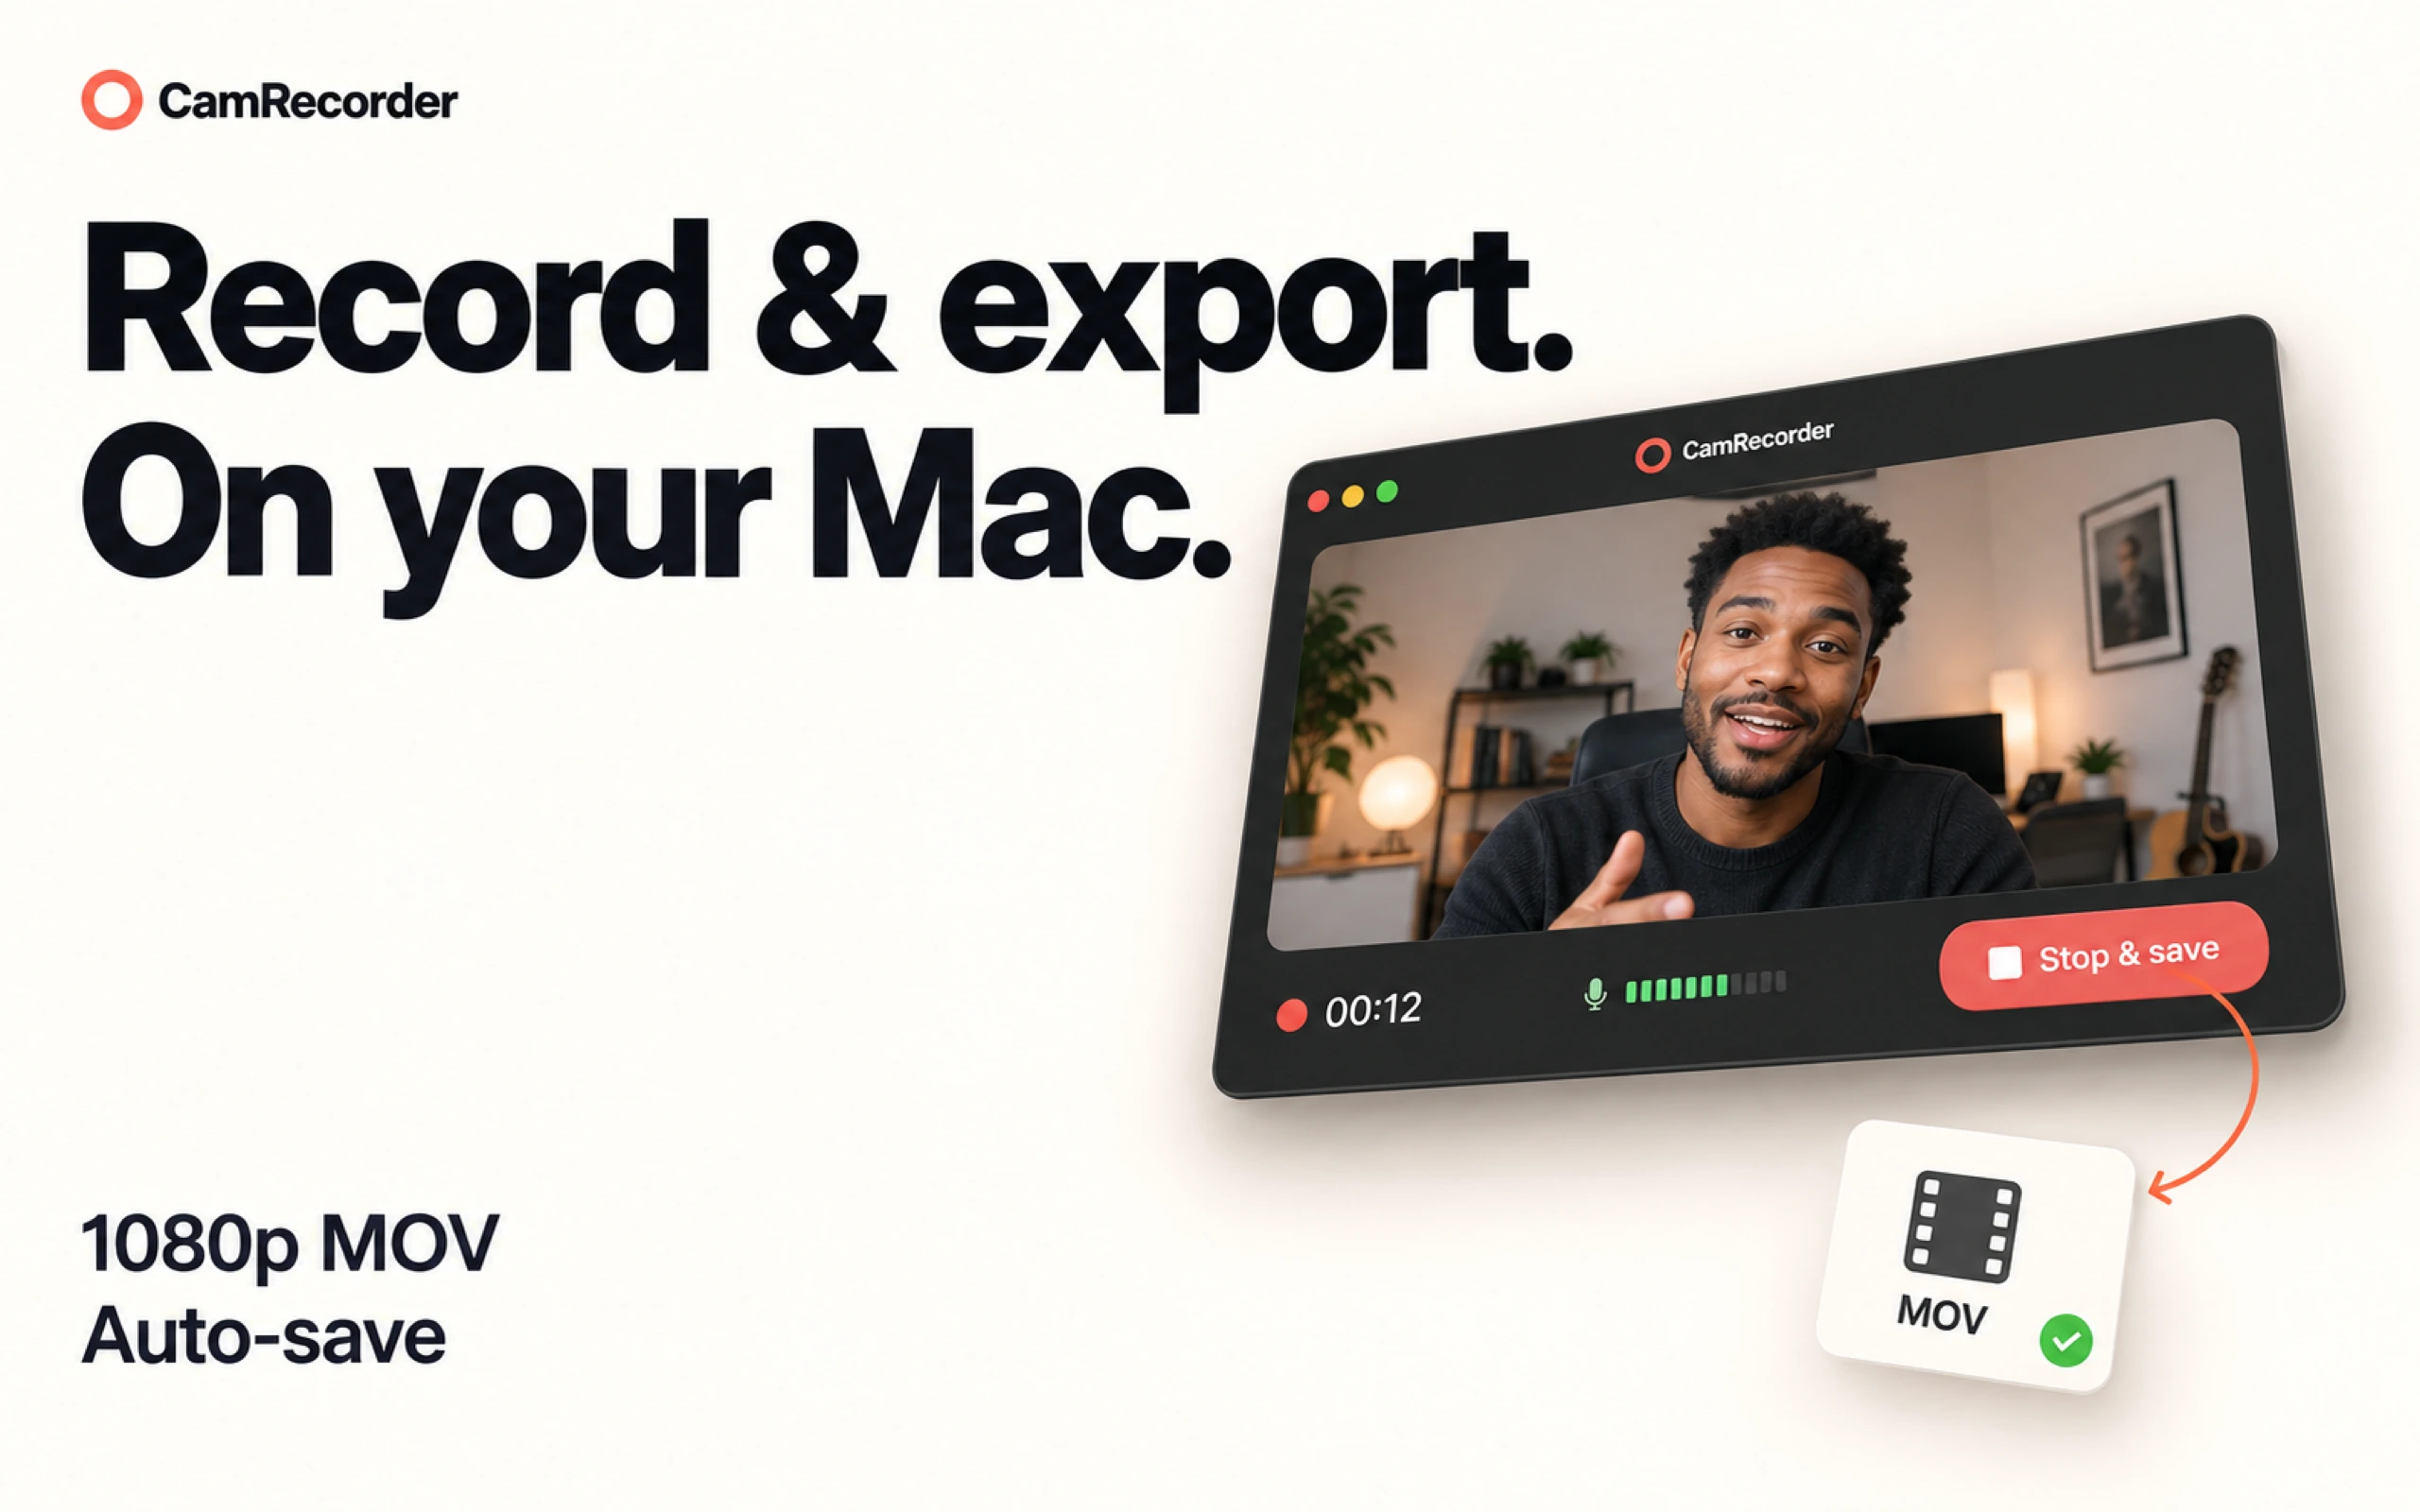 CamRecorder
Record & export.
On your Mac.
CamRecorder
00:12
Stop & save
MOV
1080p MOV
Auto-save